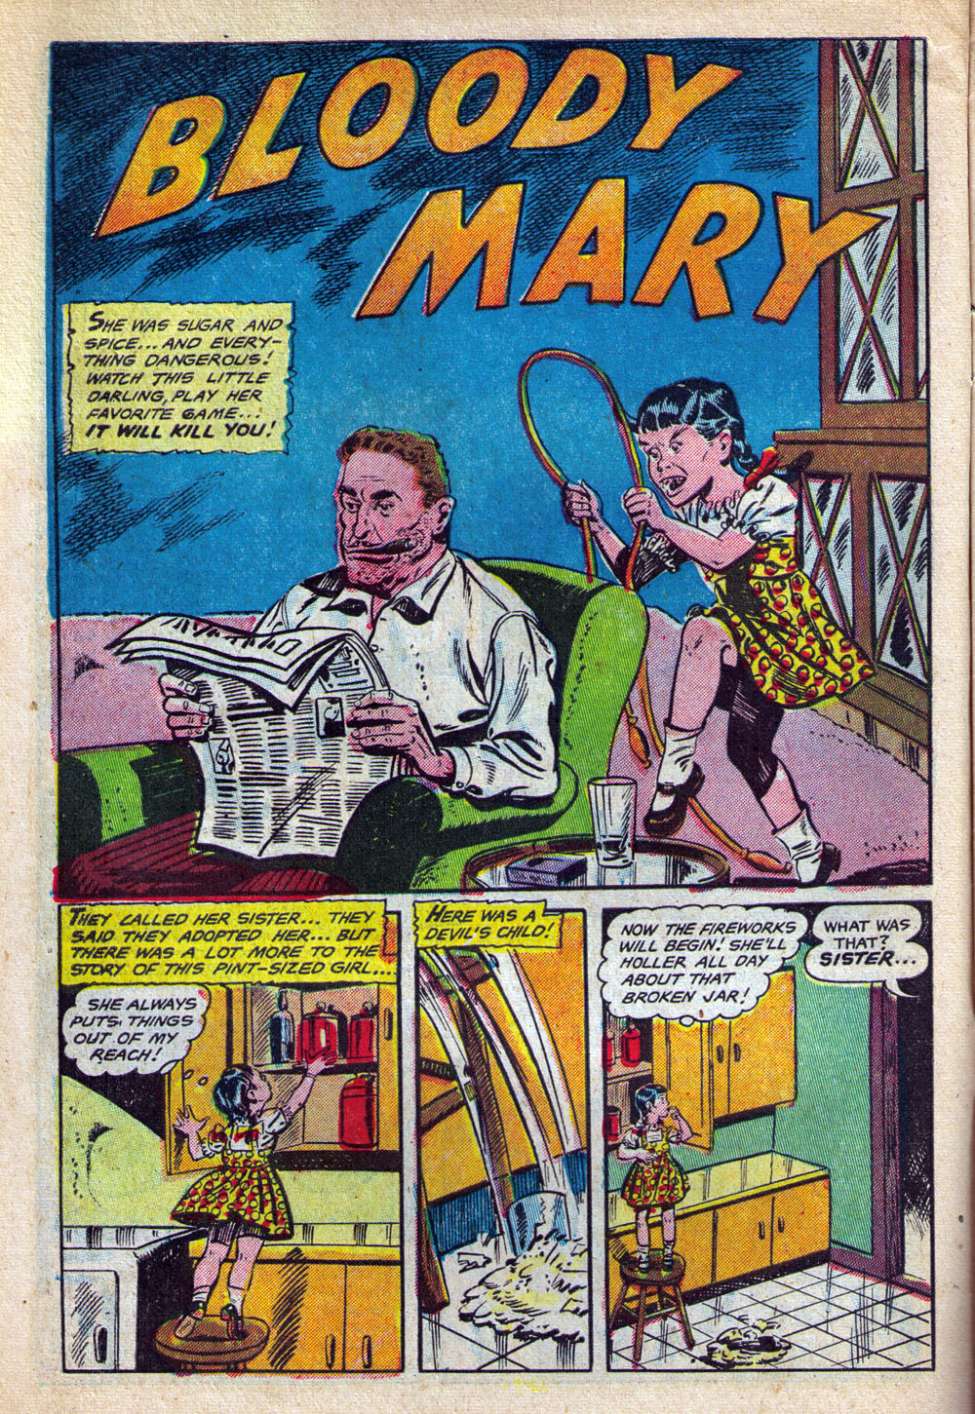 BLOODY
MARY
SHE WAS SUGAR AND
SPICE... AND EVERY-
THING DANGEROUS!
WATCH THIS LITTLE
DARLING, PLAY HER
FAVORITE GAME...
IT WILL KILL YOU!
THEY CALLED HER SISTER... THEY
SAID THEY ADOPTED HER... BUT
THERE WAS A LOT MORE TO THE
STORY OF THIS PINT-SIZED GIRL...
SHE ALWAYS
PUTS THINGS
OUT OF MY
REACH!
HERE WAS A
DEVIL'S CHILD!
NOW THE FIREWORKS
WILL BEGIN! SHE'LL
HOLLER ALL DAY
ABOUT THAT
BROKEN JAR!
WHAT WAS
THAT?
SISTER...